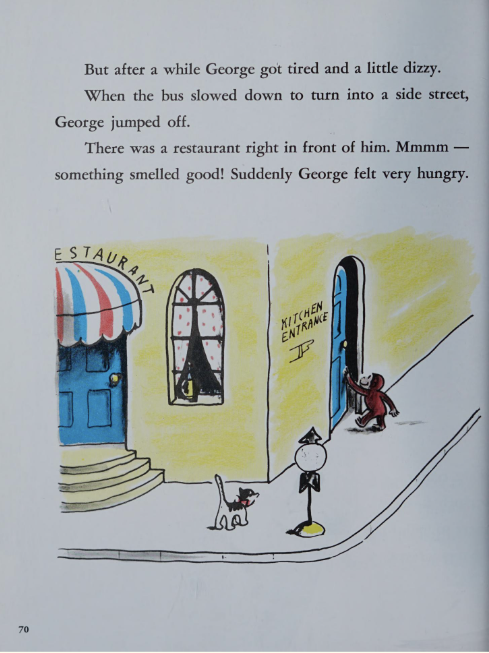 But after a while George got tired and a little dizzy.
When the bus slowed down to turn into a side street,
George jumped off.
There was a restaurant right in front of him. Mmmm —
something smelled good! Suddenly George felt very hungry.
ESTAURANT
KITCHEN
ENTRANCE
70